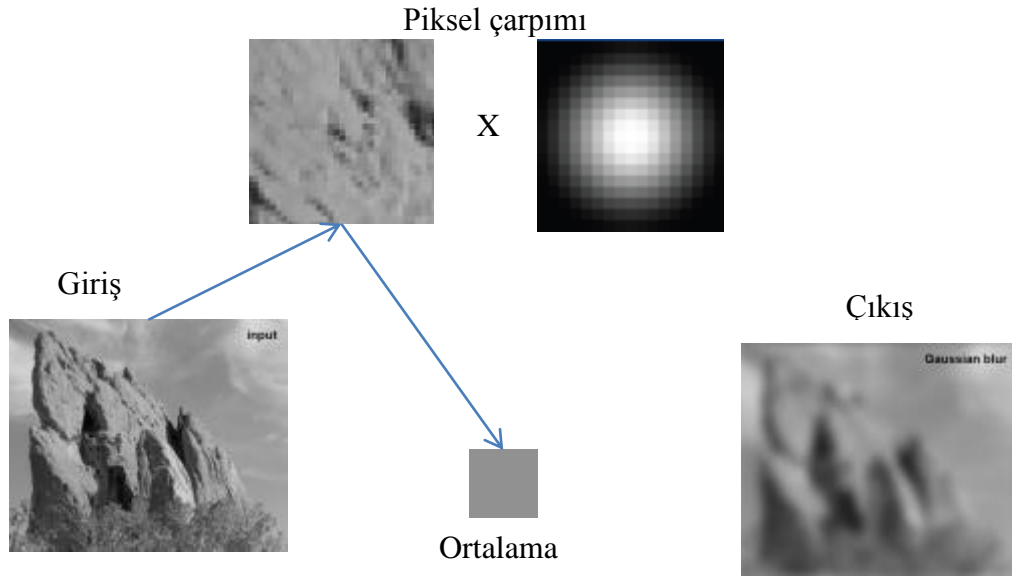 Piksel çarpımı
X
Giriş
input
Çıkış
Gaussian blur
Ortalama